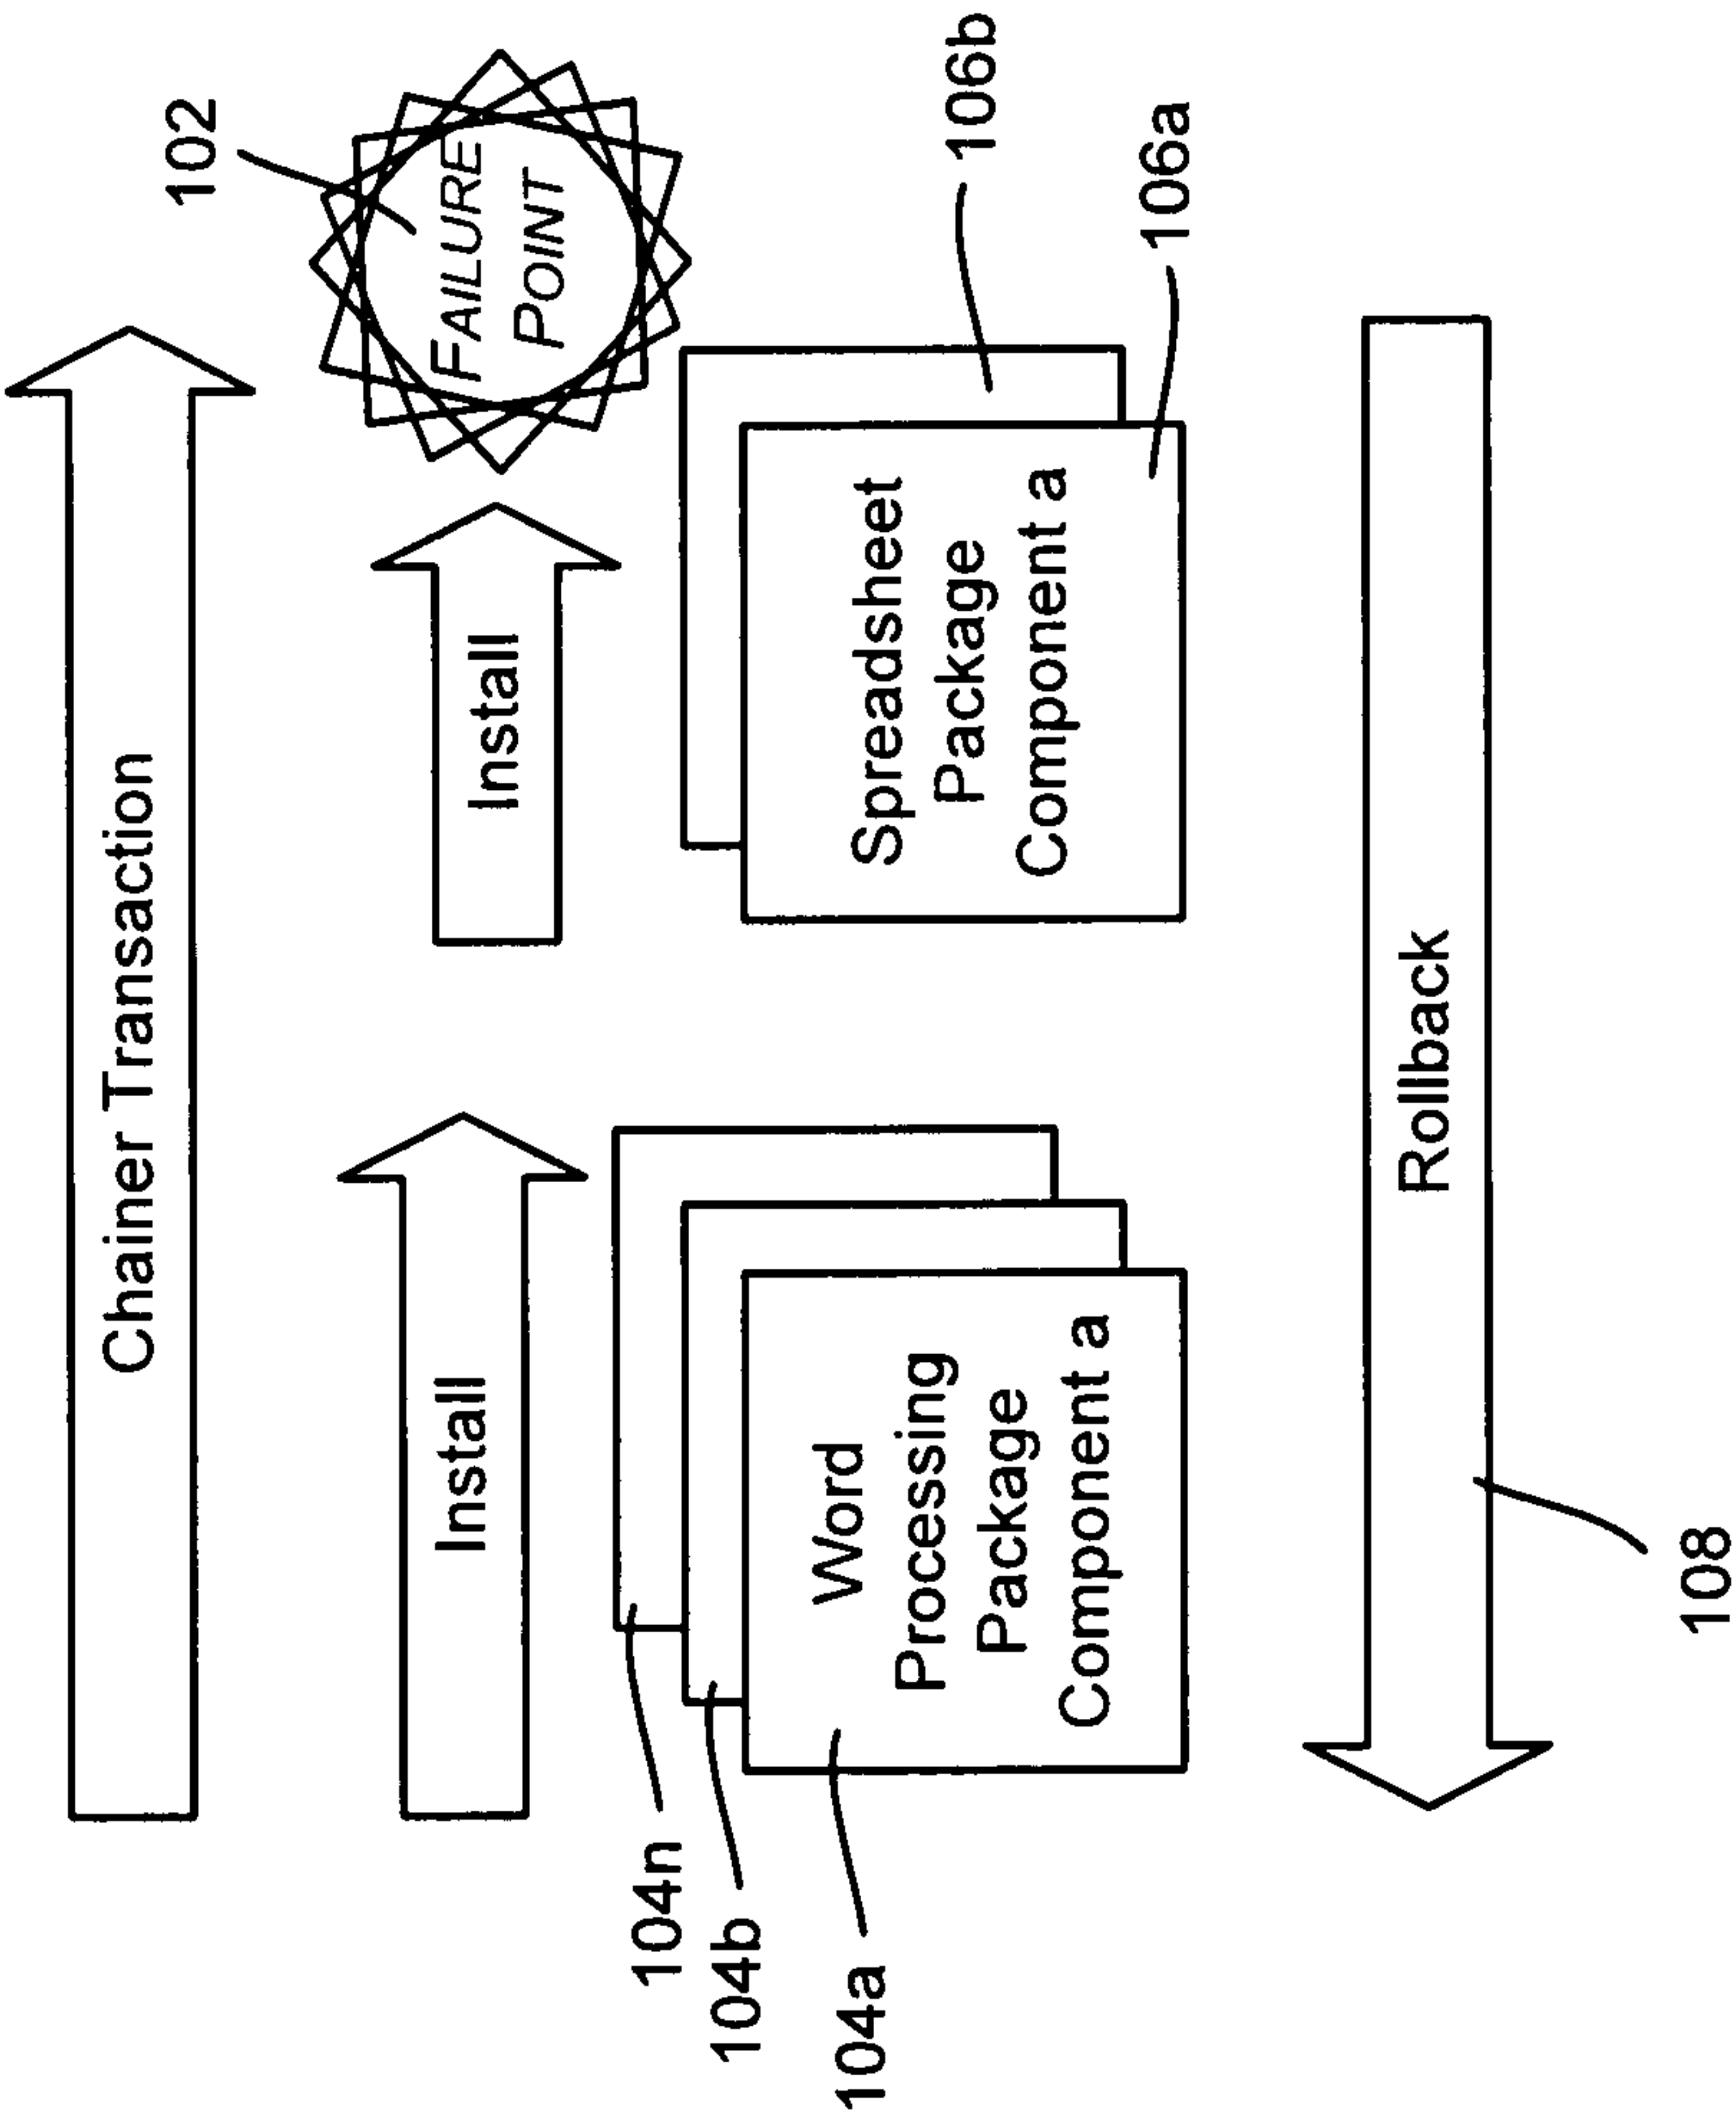 Chainer Transaction
102
Install
Install
FAILURE
POINT
104n
104b
104a
Word
Processing
Package
Component a
Spreadsheet
Package
Component a
106b
106a
Rollback
108